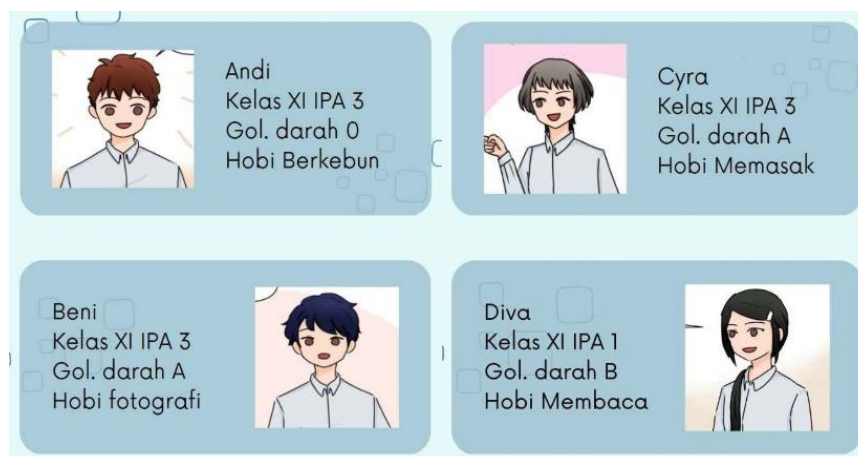 Andi
Kelas XI IPA 3
Gol. darah 0
Hobi Berkebun
Cyra
Kelas XI IPA 3
Gol. darah A
Hobi Memasak
Beni
Kelas XI IPA 3
Gol. darah A
Hobi fotografi
Diva
Kelas XI IPA 1
Gol. darah B
Hobi Membaca